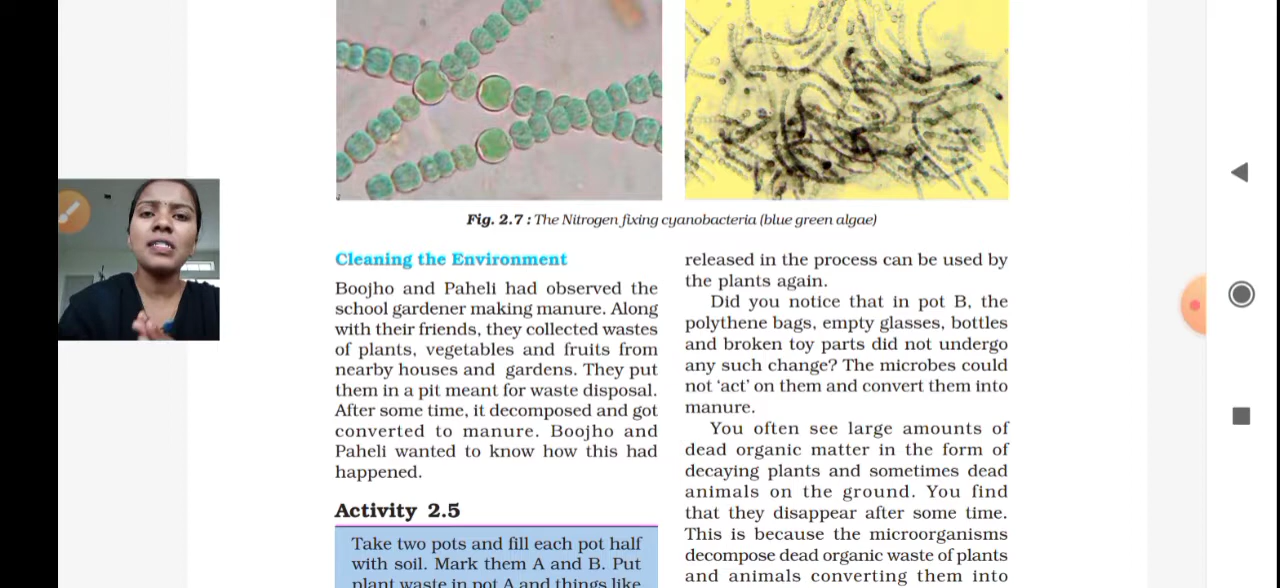 Fig. 2.7 : The Nitrogen fixing cyanobacteria (blue green algae)
Cleaning the Environment
Boojho and Paheli had observed the
school gardener making manure. Along
with their friends, they collected wastes
of plants, vegetables and fruits from
nearby houses and gardens. They put
them in a pit meant for waste disposal.
After some time, it decomposed and got
converted to manure. Boojho and
Paheli wanted to know how this had
happened.
Activity 2.5
Take two pots and fill each pot half
with soil. Mark them A and B. Put
plant waste in pot A and things like
released in the process can be used by
the plants again.
Did you notice that in pot B, the
polythene bags, empty glasses, bottles
and broken toy parts did not undergo
any such change? The microbes could
not ‘act’ on them and convert them into
manure.
You often see large amounts of
dead organic matter in the form of
decaying plants and sometimes dead
animals on the ground. You find
that they disappear after some time.
This is because the microorganisms
decompose dead organic waste of plants
and animals converting them into